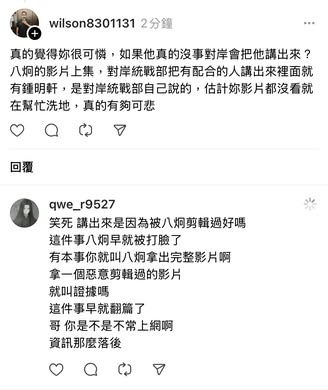 wilson8301131 2分鐘
真的覺得妳很可憐，如果他真的沒事對岸會把他講出來？
八炯的影片上集，對岸統戰部把有配合的人講出來裡面就
有鍾明軒，是對岸統戰部自己說的，估計妳影片都沒看就
在幫忙洗地，真的有夠可悲
回覆
qwe_r9527
笑死 講出來是因為被八炯剪輯過好嗎
這件事八炯早就被打臉了
有本事你就叫八炯拿出完整影片啊
拿一個惡意剪輯過的影片
就叫證據嗎
這件事早就翻篇了
哥 你是不是不常上網啊
資訊那麼落後